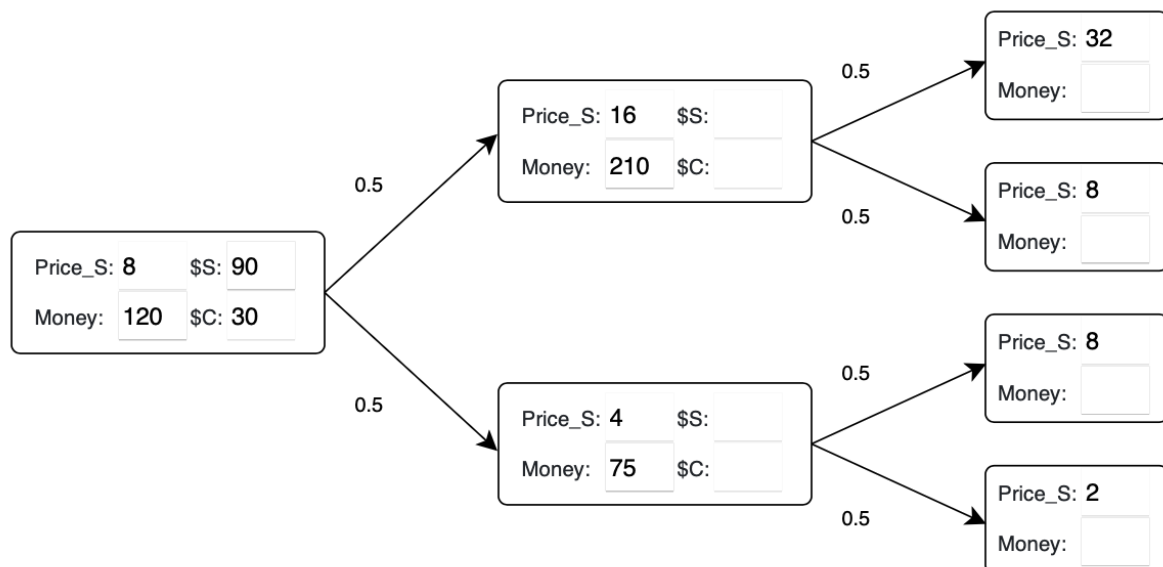 Price_S: 8 $S: 90
Money: 120 $C: 30
0.5
0.5
Price_S: 16 $S:
Money: 210 $C:
Price_S: 4 $S:
Money: 75 $C:
0.5
0.5
0.5
0.5
Price_S: 32
Money:
Price_S: 8
Money:
Price_S: 8
Money:
Price_S: 2
Money: